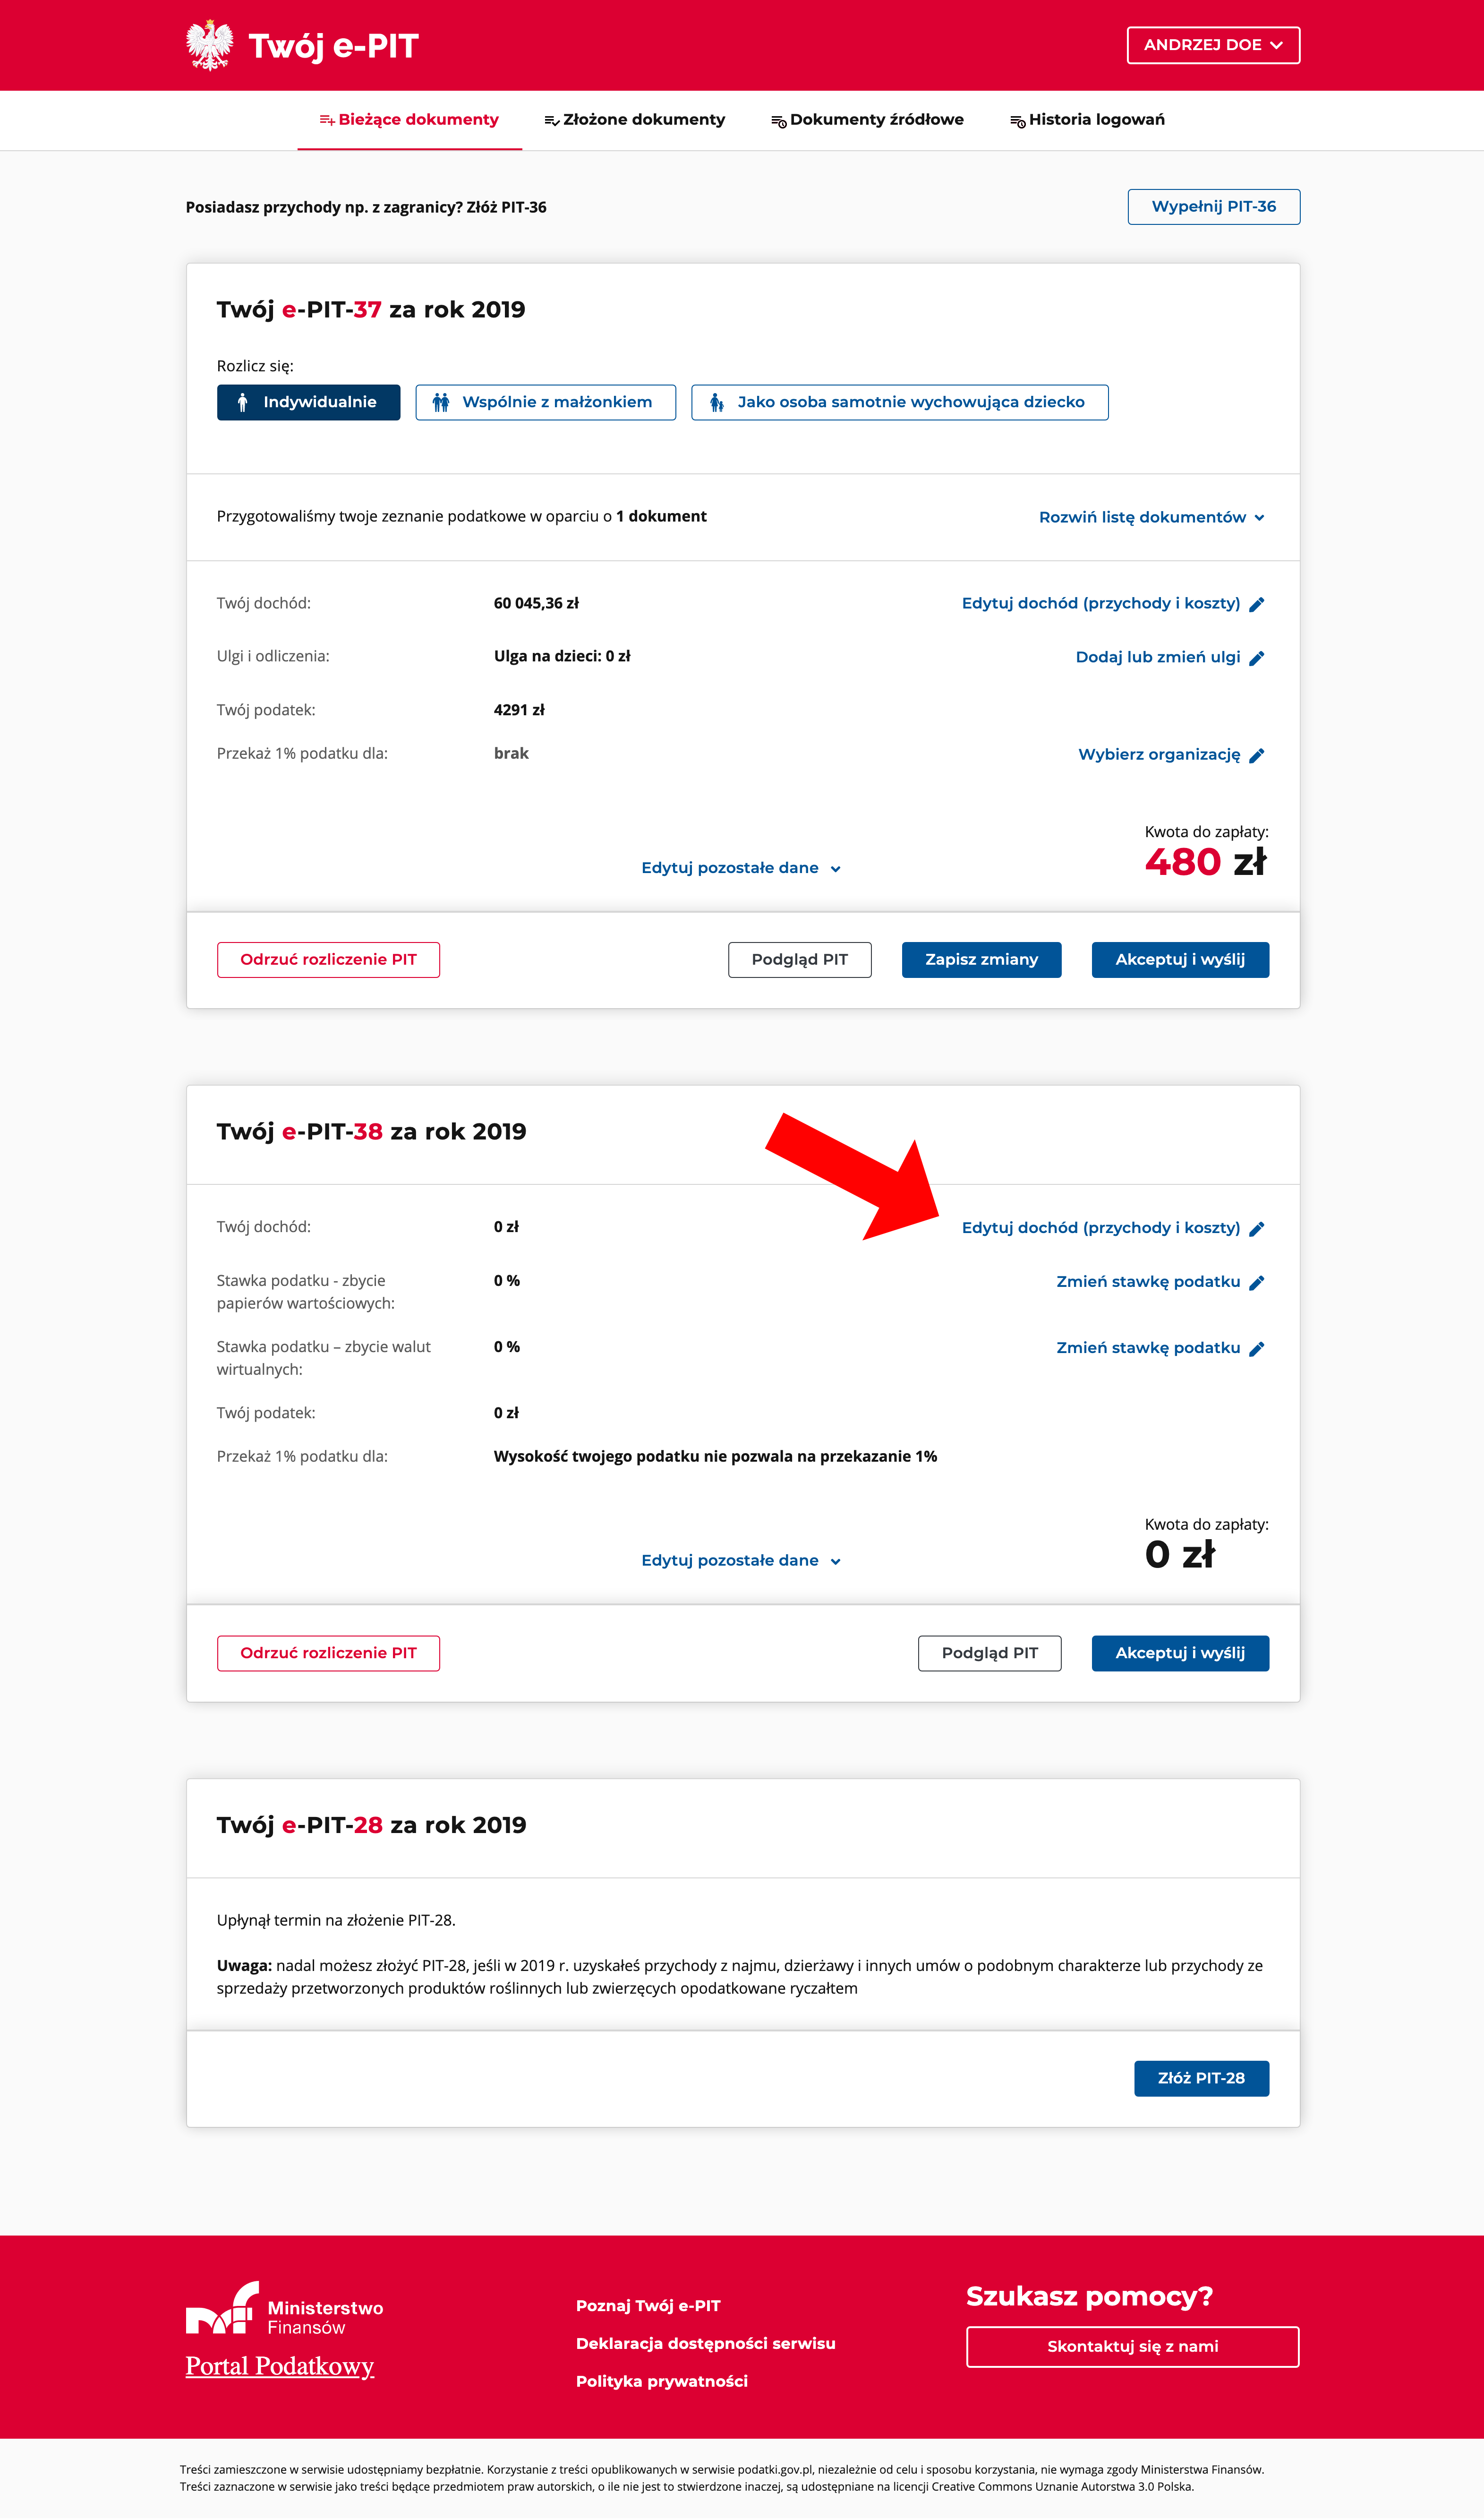 Twój e-PIT
ANDRZEJ DOE
Bieżące dokumenty
Złożone dokumenty
Dokumenty źródłowe
Historia logowań
Posiadasz przychody np. z zagranicy? Złóż PIT-36
Wypełnij PIT-36
Twój e-PIT-37 za rok 2019
Rozlicz się:
Indywidualnie
Wspólnie z małżonkiem
Jako osoba samotnie wychowująca dziecko
Przygotowaliśmy twoje zeznanie podatkowe w oparciu o 1 dokument
Rozwiń listę dokumentów
Twój dochód:
60 045,36 zł
Edytuj dochód (przychody i koszty)
Ulgi i odliczenia:
Ulga na dzieci: 0 zł
Dodaj lub zmień ulgi
Twój podatek:
4291 zł
Przekaż 1% podatku dla:
brak
Wybierz organizację
Kwota do zapłaty:
480 zł
Edytuj pozostałe dane
Odrzuć rozliczenie PIT
Podgląd PIT
Zapisz zmiany
Akceptuj i wyślij
Twój e-PIT-38 za rok 2019
Twój dochód:
0 zł
Edytuj dochód (przychody i koszty)
Stawka podatku - zbycie
papierów wartościowych:
0 %
Zmień stawkę podatku
Stawka podatku – zbycie walut
wirtualnych:
0 %
Zmień stawkę podatku
Twój podatek:
0 zł
Przekaż 1% podatku dla:
Wysokość twojego podatku nie pozwala na przekazanie 1%
Kwota do zapłaty:
0 zł
Edytuj pozostałe dane
Odrzuć rozliczenie PIT
Podgląd PIT
Akceptuj i wyślij
Twój e-PIT-28 za rok 2019
Upłynął termin na złożenie PIT-28.
Uwaga: nadal możesz złożyć PIT-28, jeśli w 2019 r. uzyskałeś przychody z najmu, dzierżawy i innych umów o podobnym charakterze lub przychody ze
sprzedaży przetworzonych produktów roślinnych lub zwierzęcych opodatkowane ryczałtem
Złóż PIT-28
Ministerstwo
Finansów
Portal Podatkowy
Poznaj Twój e-PIT
Deklaracja dostępności serwisu
Polityka prywatności
Szukasz pomocy?
Skontaktuj się z nami
Treści zamieszczone w serwisie udostępniamy bezpłatnie. Korzystanie z treści opublikowanych w serwisie podatki.gov.pl, niezależnie od celu i sposobu korzystania, nie wymaga zgody Ministerstwa Finansów.
Treści zaznaczone w serwisie jako treści będące przedmiotem praw autorskich, o ile nie jest to stwierdzone inaczej, są udostępniane na licencji Creative Commons Uznanie Autorstwa 3.0 Polska.